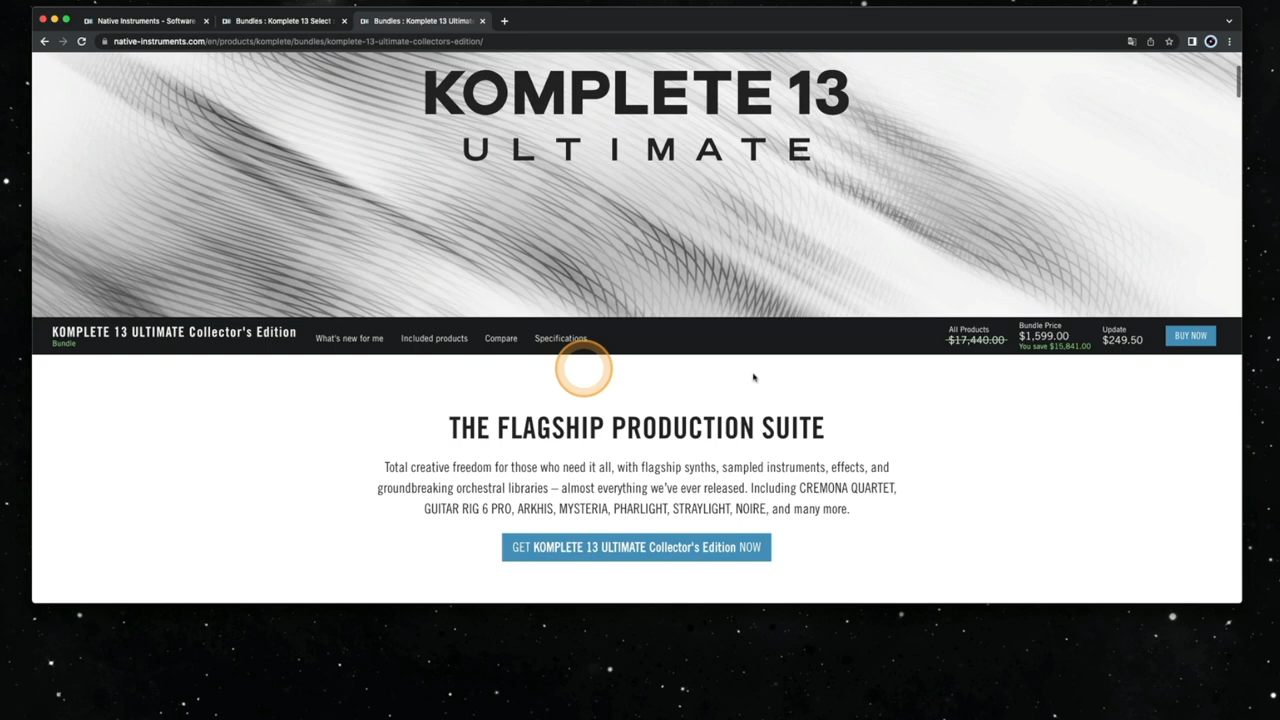 Native Instruments - Software
Bundles : Komplete 13 Select
Bundles : Komplete 13 Ultimat
native-instruments.com/en/products/komplete/bundles/komplete-13-ultimate-collectors-edition/
KOMPLETE 13
ULTIMATE
KOMPLETE 13 ULTIMATE Collector's Edition
Bundle
What's new for me
Included products
Compare
Specifications
All Products
$17,440.00
Bundle Price
$1,599.00
You save $15,841.00
Update
$249.50
BUY NOW
THE FLAGSHIP PRODUCTION SUITE
Total creative freedom for those who need it all, with flagship synths, sampled instruments, effects, and
groundbreaking orchestral libraries – almost everything we've ever released. Including CREMONA QUARTET,
GUITAR RIG 6 PRO, ARKHIS, MYSTERIA, PHARLIGHT, STRAYLIGHT, NOIRE, and many more.
GET KOMPLETE 13 ULTIMATE Collector's Edition NOW